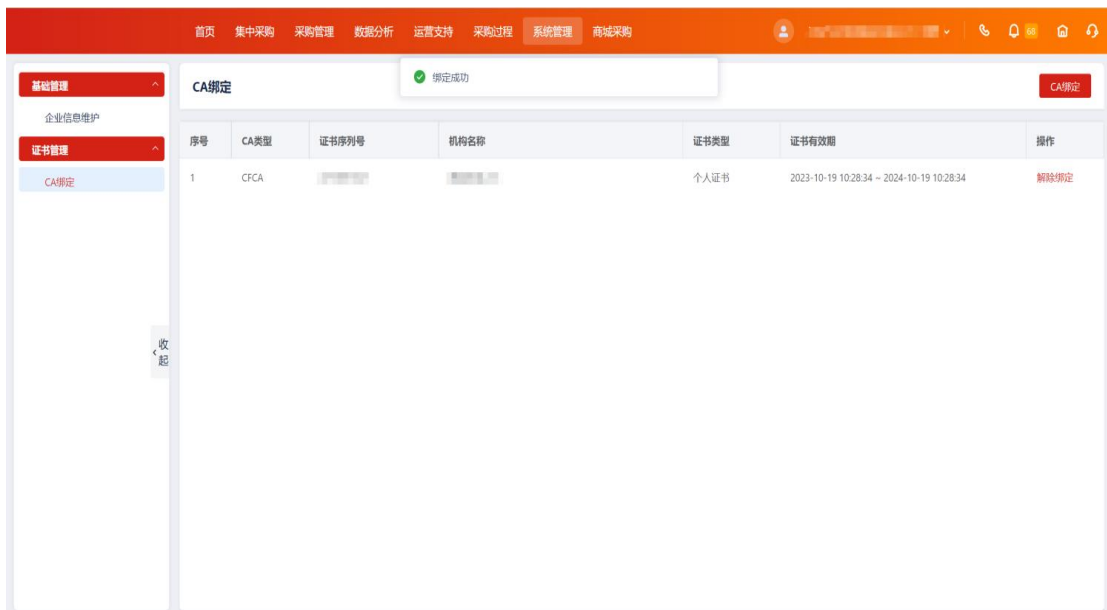 首页 集中采购 采购管理 数据分析 运营支持 采购过程 系统管理 商城采购 68
基础管理
企业信息维护
证书管理
CA绑定
收起
CA绑定
绑定成功
CA绑定
序号 CA类型 证书序列号 机构名称 证书类型 证书有效期 操作
1 CFCA 个人证书 2023-10-19 10:28:34 ~ 2024-10-19 10:28:34 解除绑定